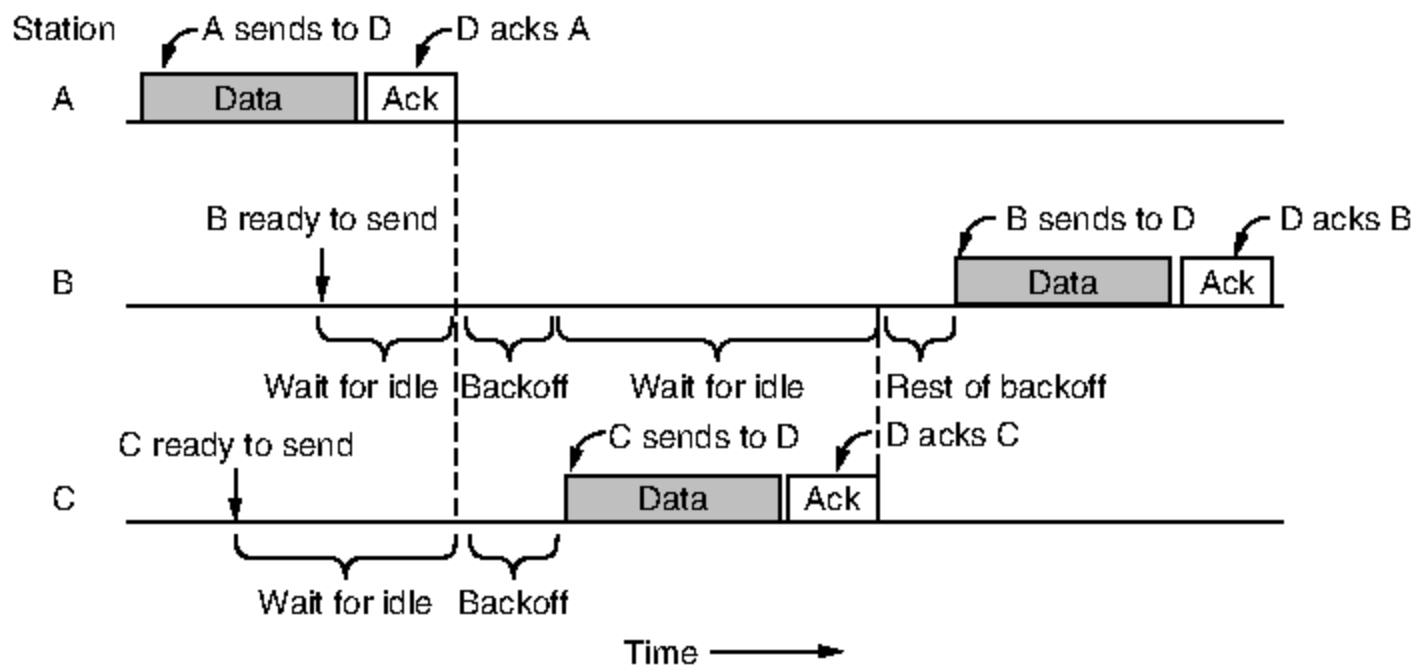 Station
A sends to D
D acks A
A
Data
Ack
B ready to send
B sends to D
D acks B
B
Data
Ack
Wait for idle
Backoff
Wait for idle
Rest of backoff
C ready to send
C sends to D
D acks C
C
Data
Ack
Wait for idle
Backoff
Time